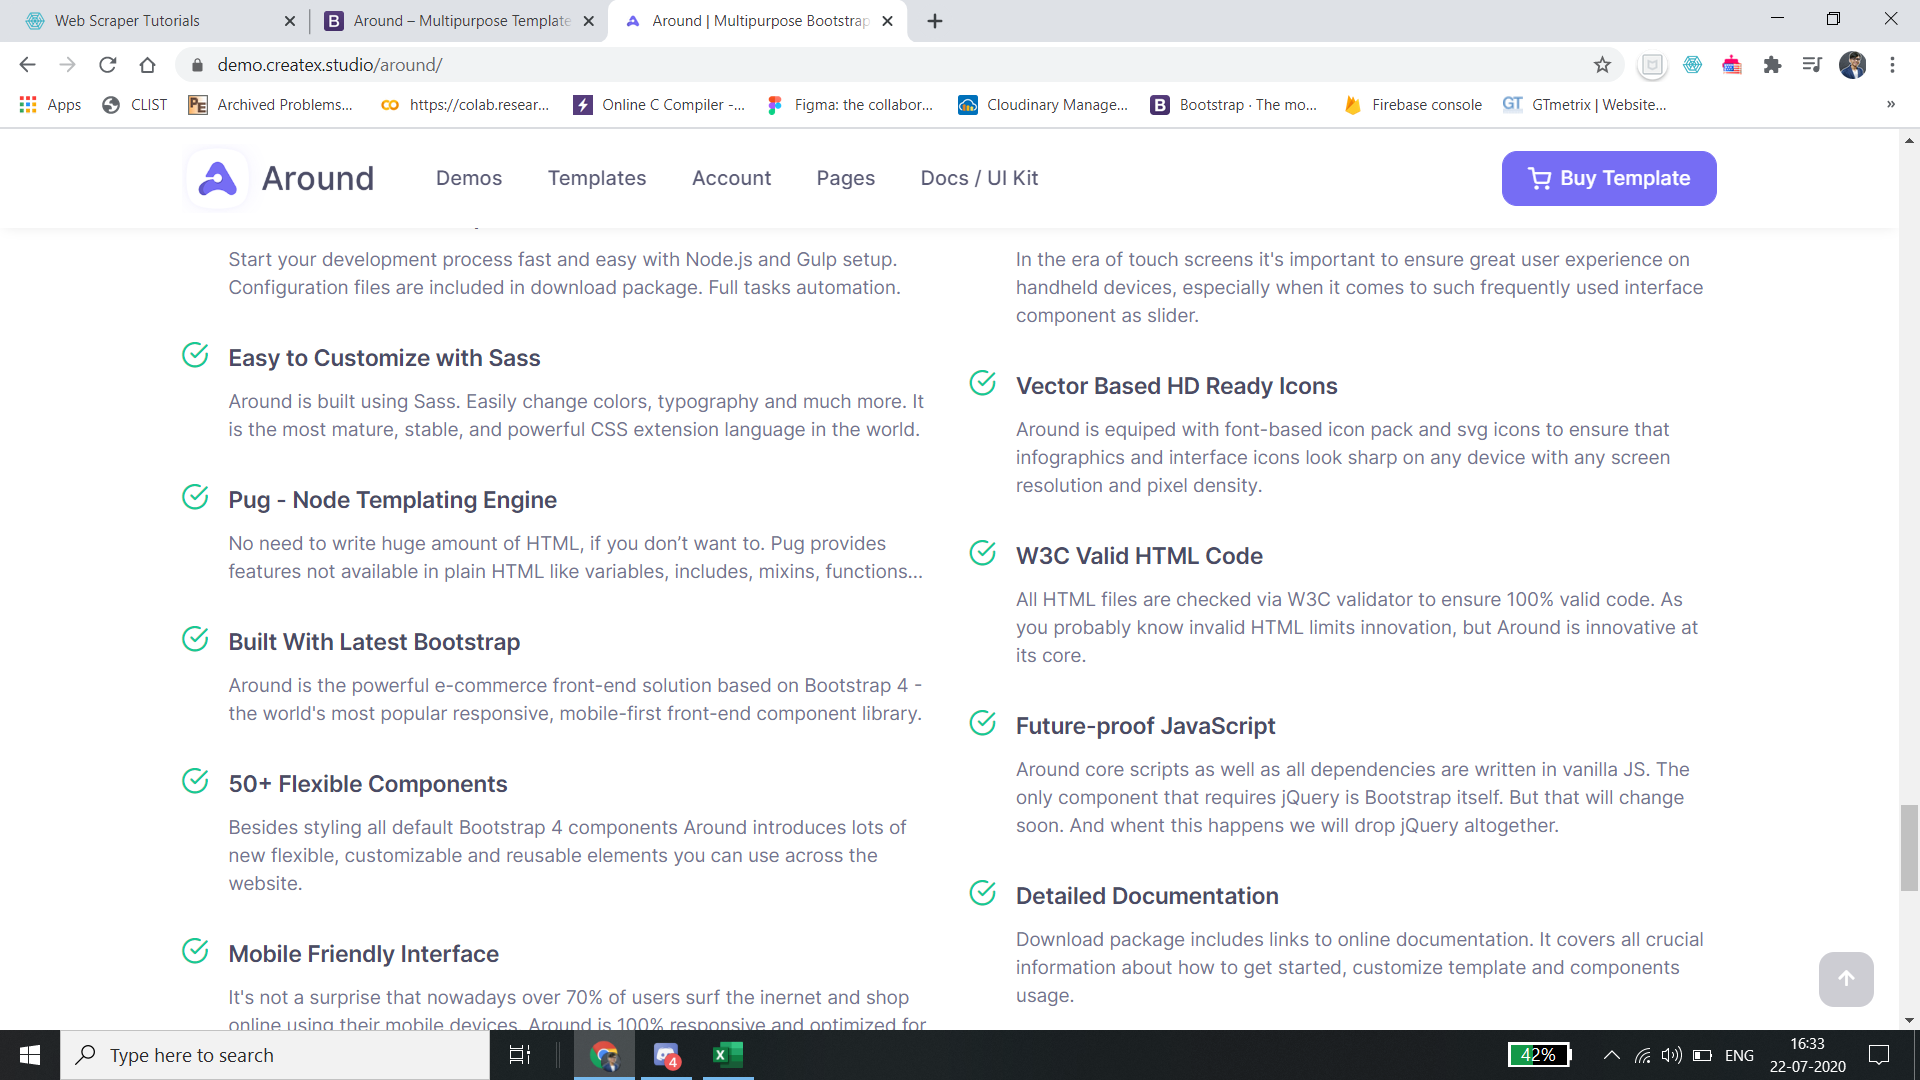 Web Scraper Tutorials
Around – Multipurpose Template
Around | Multipurpose Bootstrap
demo.createx.studio/around/
Apps
CLIST
Archived Problems...
https://colab.resear...
Online C Compiler -...
Figma: the collabor...
Cloudinary Manage...
Bootstrap · The mo...
Firebase console
GTmetrix | Website...
Around
Demos
Templates
Account
Pages
Docs / UI Kit
Buy Template
Start your development process fast and easy with Node.js and Gulp setup.
Configuration files are included in download package. Full tasks automation.
Easy to Customize with Sass
Around is built using Sass. Easily change colors, typography and much more. It
is the most mature, stable, and powerful CSS extension language in the world.
Pug - Node Templating Engine
No need to write huge amount of HTML, if you don’t want to. Pug provides
features not available in plain HTML like variables, includes, mixins, functions...
Built With Latest Bootstrap
Around is the powerful e-commerce front-end solution based on Bootstrap 4 -
the world's most popular responsive, mobile-first front-end component library.
50+ Flexible Components
Besides styling all default Bootstrap 4 components Around introduces lots of
new flexible, customizable and reusable elements you can use across the
website.
Mobile Friendly Interface
It's not a surprise that nowadays over 70% of users surf the inernet and shop
online using their mobile devices. Around is 100% responsive and optimized for
In the era of touch screens it's important to ensure great user experience on
handheld devices, especially when it comes to such frequently used interface
component as slider.
Vector Based HD Ready Icons
Around is equiped with font-based icon pack and svg icons to ensure that
infographics and interface icons look sharp on any device with any screen
resolution and pixel density.
W3C Valid HTML Code
All HTML files are checked via W3C validator to ensure 100% valid code. As
you probably know invalid HTML limits innovation, but Around is innovative at
its core.
Future-proof JavaScript
Around core scripts as well as all dependencies are written in vanilla JS. The
only component that requires jQuery is Bootstrap itself. But that will change
soon. And whent this happens we will drop jQuery altogether.
Detailed Documentation
Download package includes links to online documentation. It covers all crucial
information about how to get started, customize template and components
usage.
Type here to search
4
42%
ENG
16:33
22-07-2020